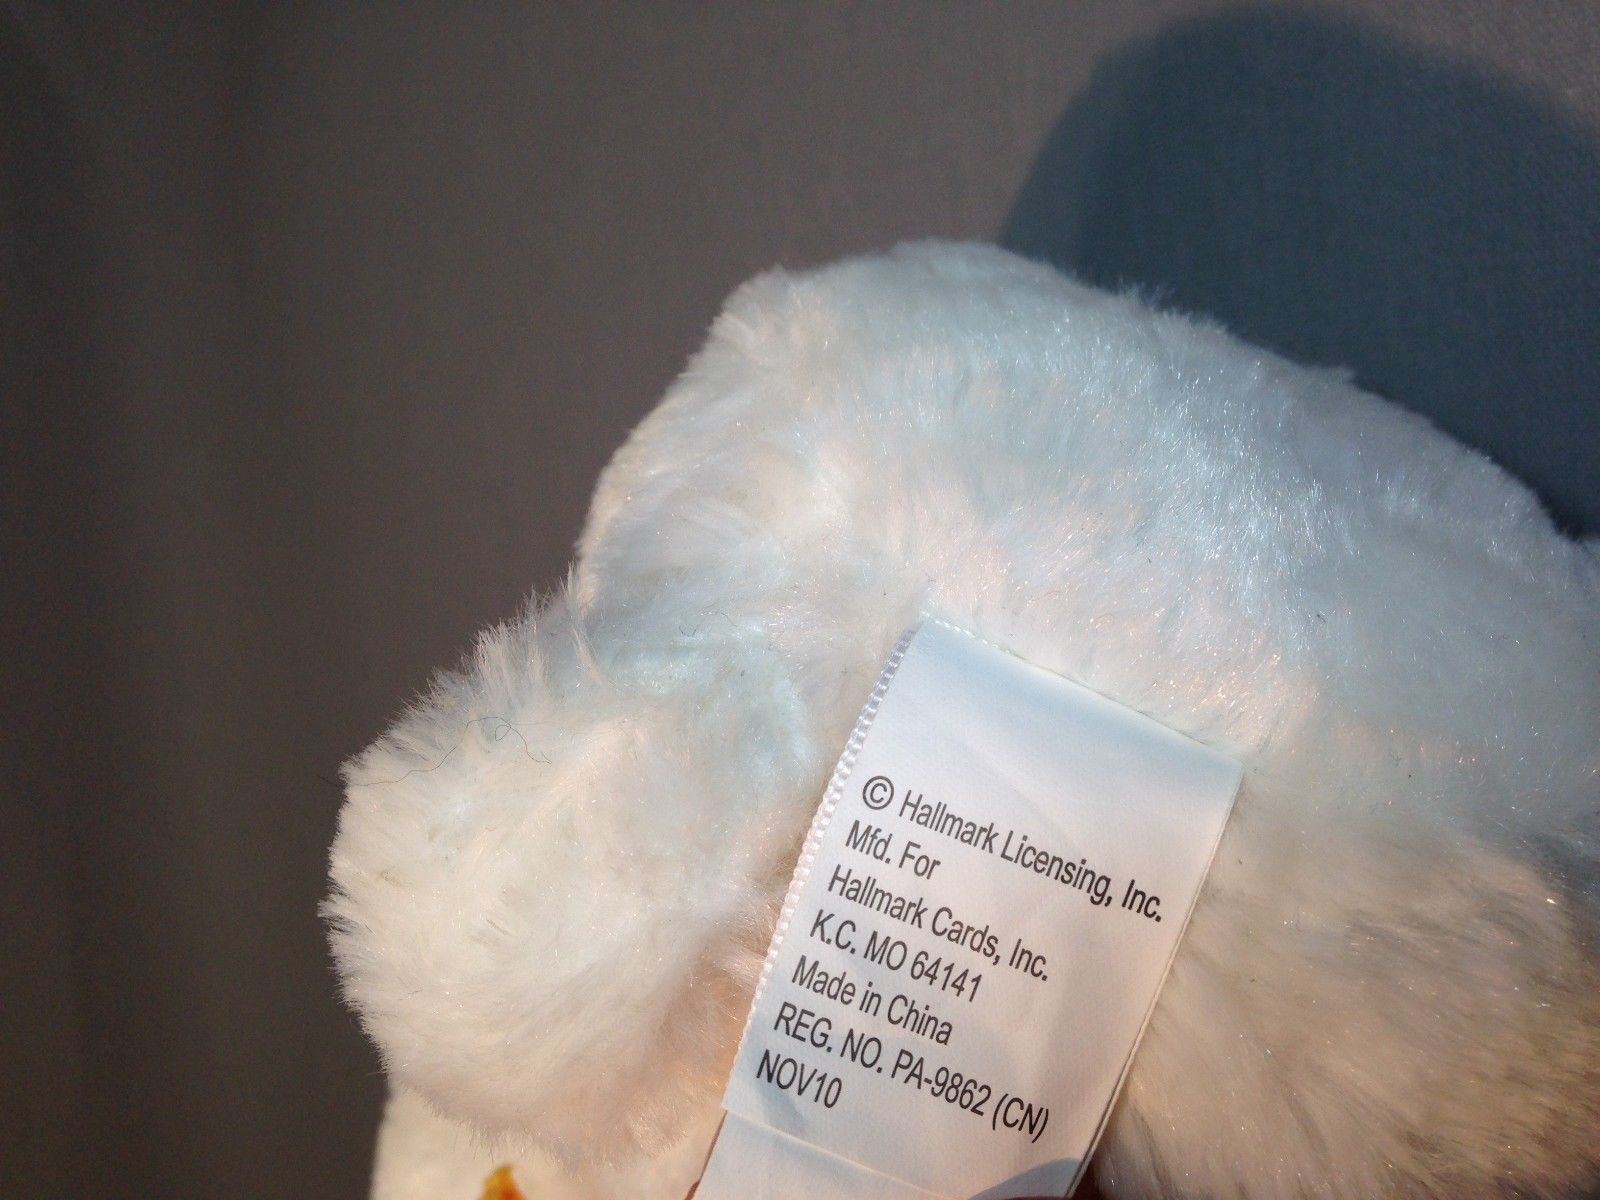 © Hallmark Licensing, Inc.
Mfd. For
Hallmark Cards, Inc.
K.C. MO 64141
Made in China
REG. NO. PA-9862 (CN)
NOV10